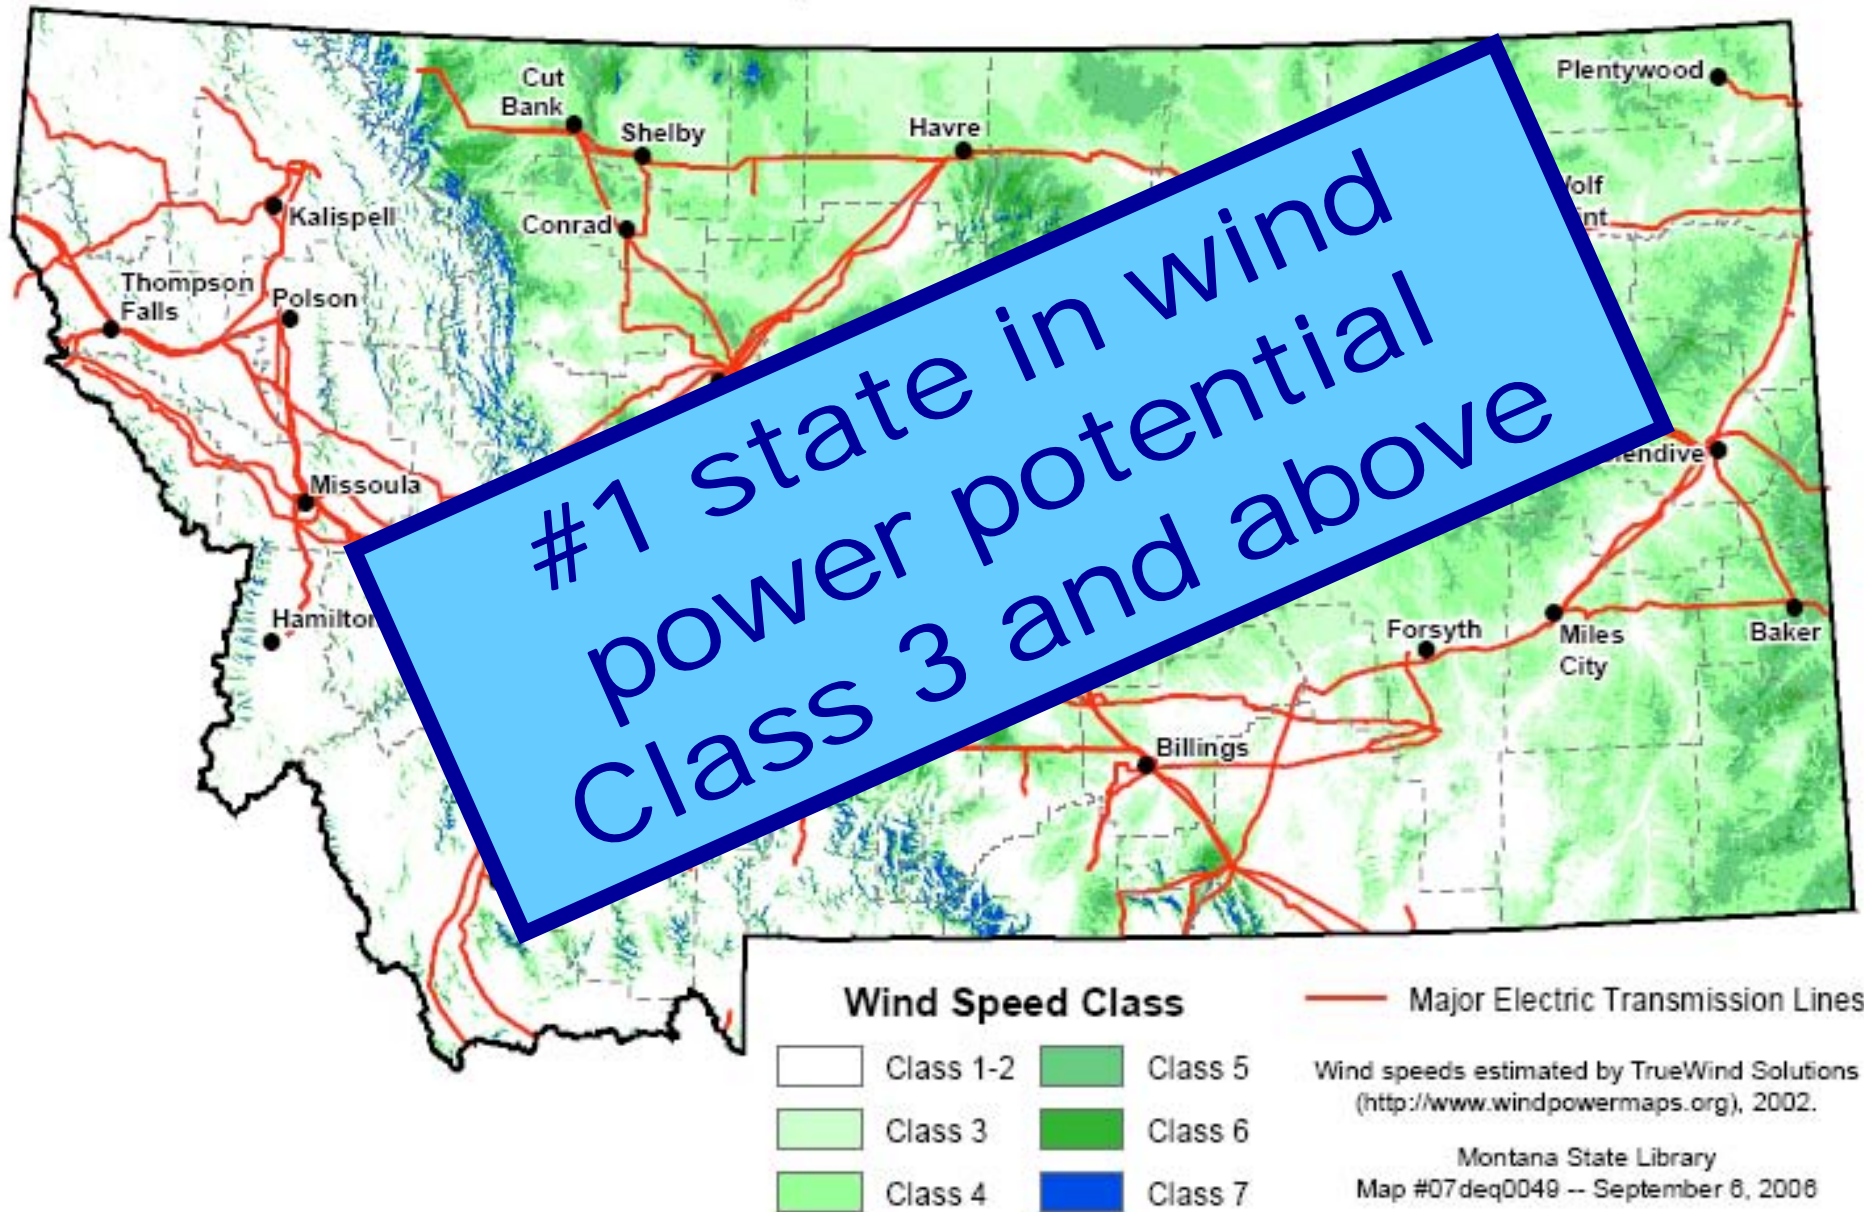 Cut
Bank
Shelby
Havre
Plentywood
Kalispell
Conrad
Thompson
Falls
Polson
Missoula
Hamilton
#1 state in wind
power potential
Class 3 and above
Forsyth
Miles
City
Baker
Billings
Wind Speed Class
Class 1-2
Class 3
Class 4
Class 5
Class 6
Class 7
Major Electric Transmission Lines
Wind speeds estimated by TrueWind Solutions
(http://www.windpowermaps.org), 2002.
Montana State Library
Map #07deq0049 -- September 6, 2006